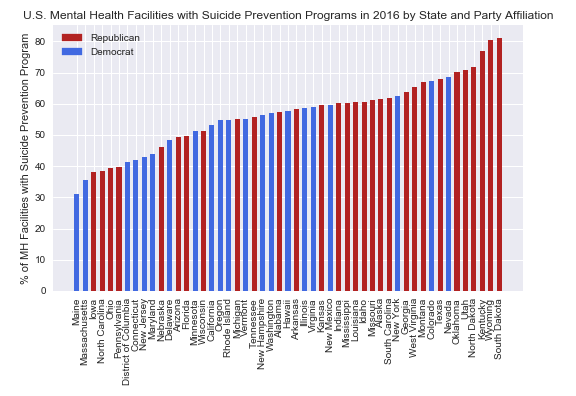 U.S. Mental Health Facilities with Suicide Prevention Programs in 2016 by State and Party Affiliation
Republican
Democrat
% of MH Facilities with Suicide Prevention Program
80
70
60
50
40
30
20
10
0
Maine
Massachusetts
Iowa
North Carolina
Ohio
Pennsylvania
District of Columbia
Connecticut
New Jersey
Maryland
Nebraska
Delaware
Arizona
Florida
Minnesota
Wisconsin
California
Oregon
Rhode Island
Michigan
Vermont
Tennessee
New Hampshire
Washington
Alabama
Hawaii
Arkansas
Illinois
Virginia
Kansas
New Mexico
Indiana
Mississippi
Louisiana
Idaho
Missouri
Alaska
South Carolina
New York
Georgia
West Virginia
Montana
Colorado
Texas
Nevada
Oklahoma
Utah
North Dakota
Kentucky
Wyoming
South Dakota